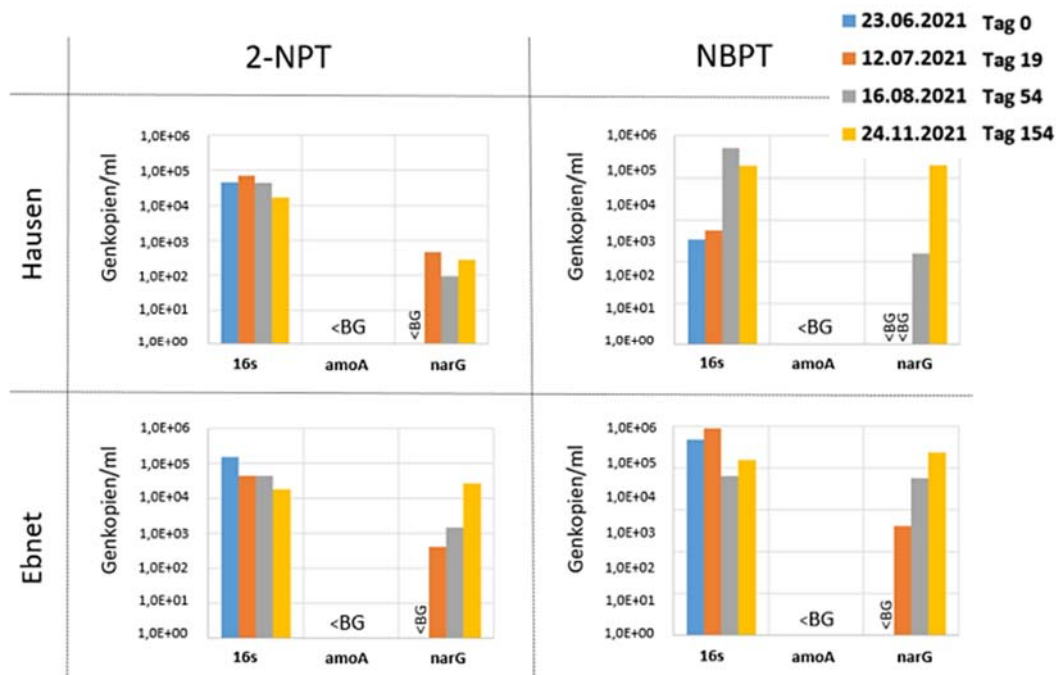 2-NPT
NBPT
23.06.2021 Tag 0
12.07.2021 Tag 19
16.08.2021 Tag 54
24.11.2021 Tag 154
Hausen
Genkopien/ml
1,0E+06
1,0E+05
1,0E+04
1,0E+03
1,0E+02
1,0E+01
1,0E+00
<BG
<BG
16s amoA narG
Genkopien/ml
1,0E+06
1,0E+05
1,0E+04
1,0E+03
1,0E+02
1,0E+01
1,0E+00
<BG
<BG
<BG
16s amoA narG
Ebnet
Genkopien/ml
1,0E+06
1,0E+05
1,0E+04
1,0E+03
1,0E+02
1,0E+01
1,0E+00
<BG
<BG
16s amoA narG
Genkopien/ml
1,0E+06
1,0E+05
1,0E+04
1,0E+03
1,0E+02
1,0E+01
1,0E+00
<BG
<BG
16s amoA narG